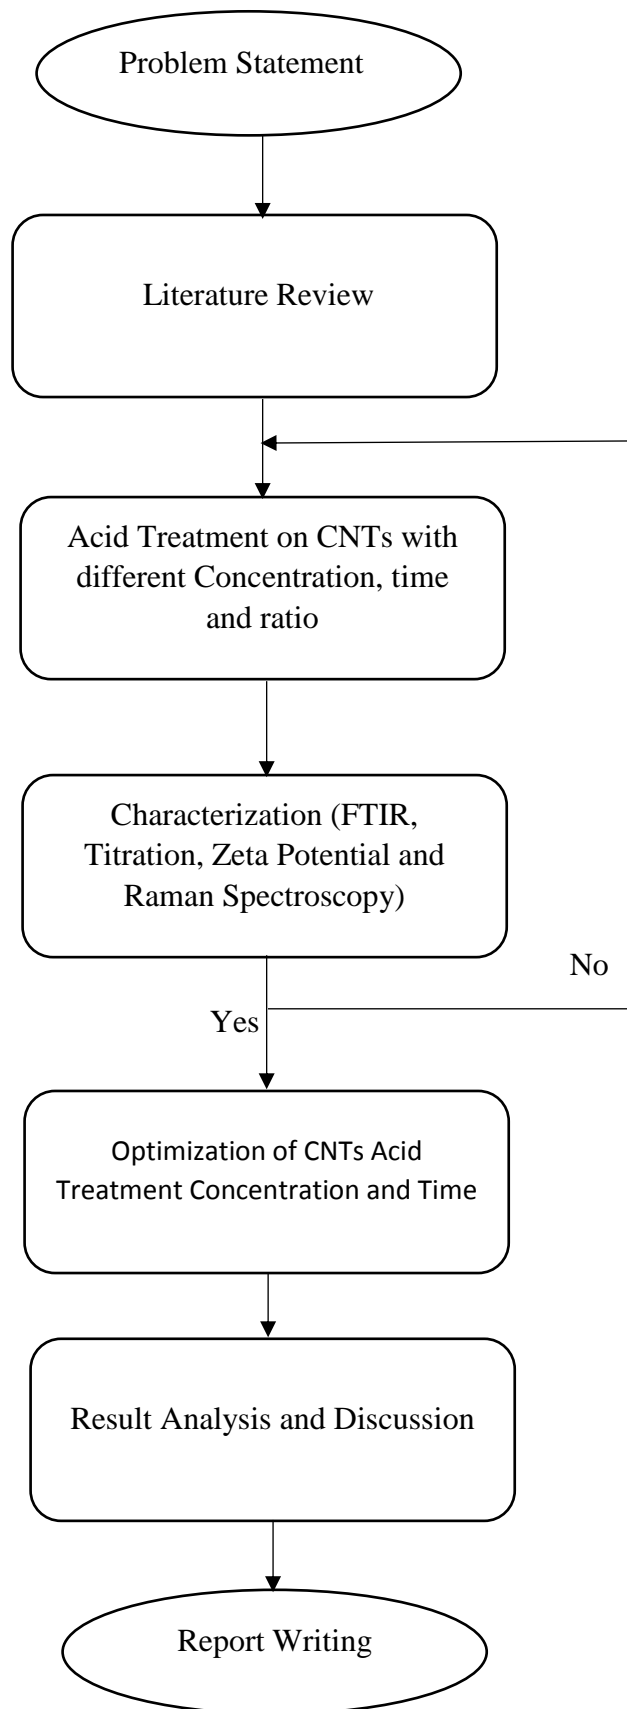 Problem Statement
Literature Review
Acid Treatment on CNTs with
different Concentration, time
and ratio
Characterization (FTIR,
Titration, Zeta Potential and
Raman Spectroscopy)
No
Yes
Optimization of CNTs Acid
Treatment Concentration and Time
Result Analysis and Discussion
Report Writing